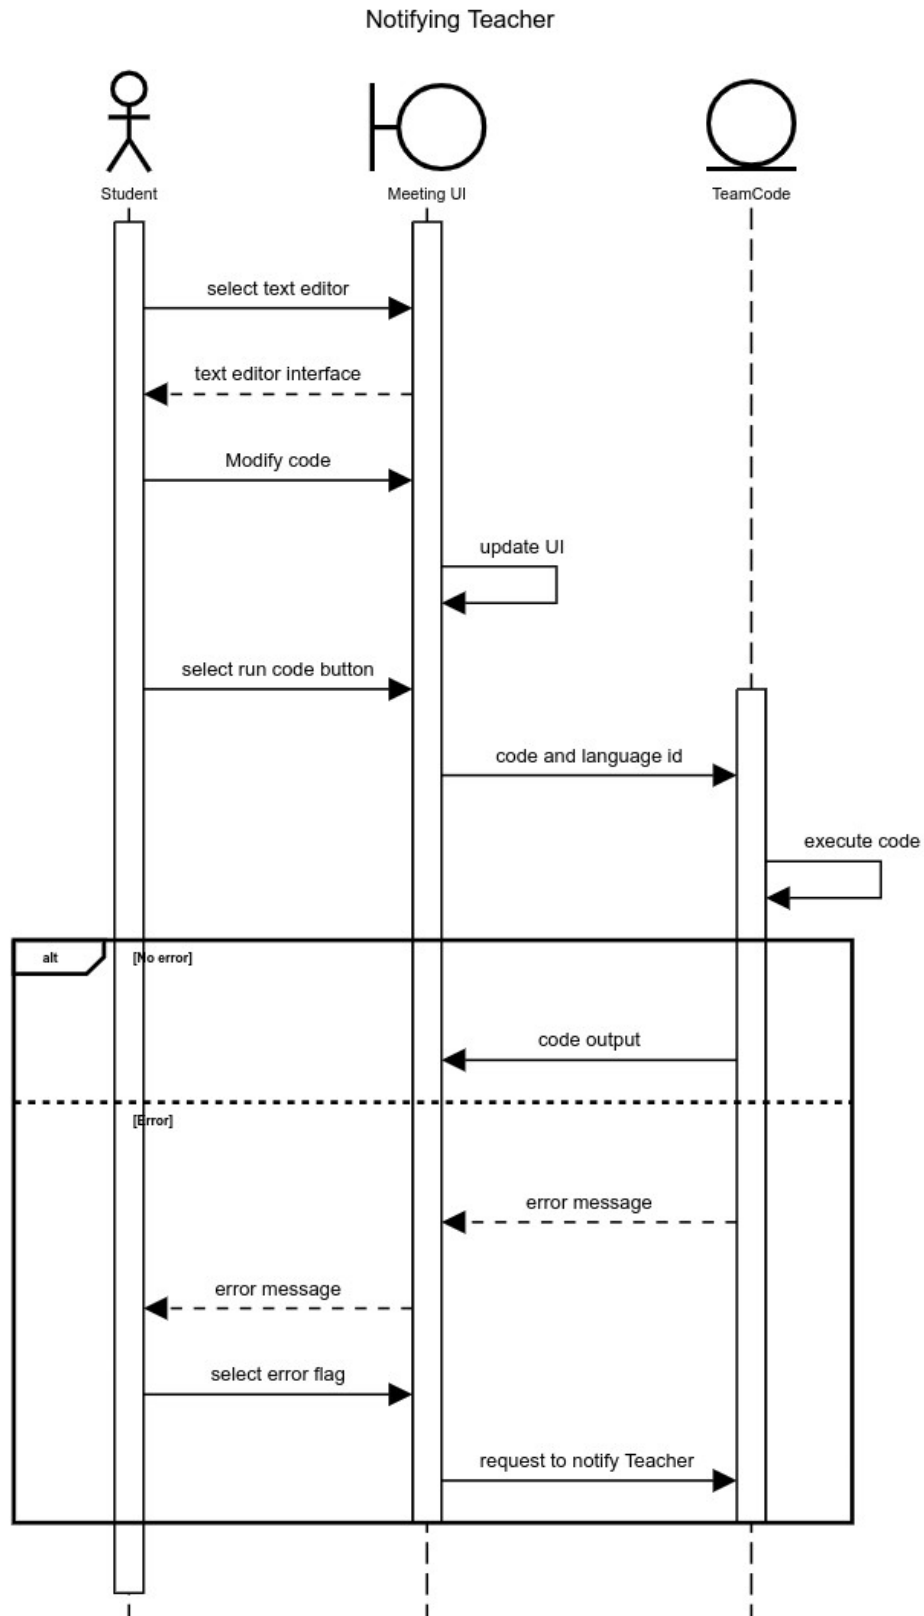 Notifying Teacher
Student
Meeting UI
TeamCode
select text editor
text editor interface
Modify code
update UI
select run code button
code and language id
execute code
alt
[No error]
code output
[Error]
error message
error message
select error flag
request to notify Teacher